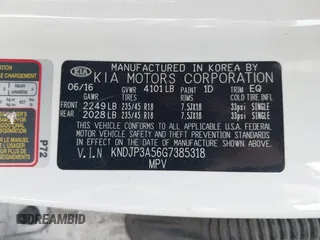 MANUFACTURED IN KOREA BY
KIA
KIA MOTORS CORPORATION
06/16 GVWR 4101LB PAINT 1D TRIM EQ
GAWR TIRES RIMS COLD TIRE INFL
FRONT 2249LB 235/45 R18 7.5JX18 33psi SINGLE
REAR 2028LB 235/45 R18 7.5JX18 33psi SINGLE
THIS VEHICLE CONFORMS TO ALL APPLICABLE FEDERAL
MOTOR VEHICLE SAFETY, BUMPER, AND THEFT PREVENTION
STANDARDS IN EFFECT ON THE DATE OF MANUFACTURE
SHOWN ABOVE.
V.I.N KNDJP3A56G7385318
MPV
P72
DREAMBID